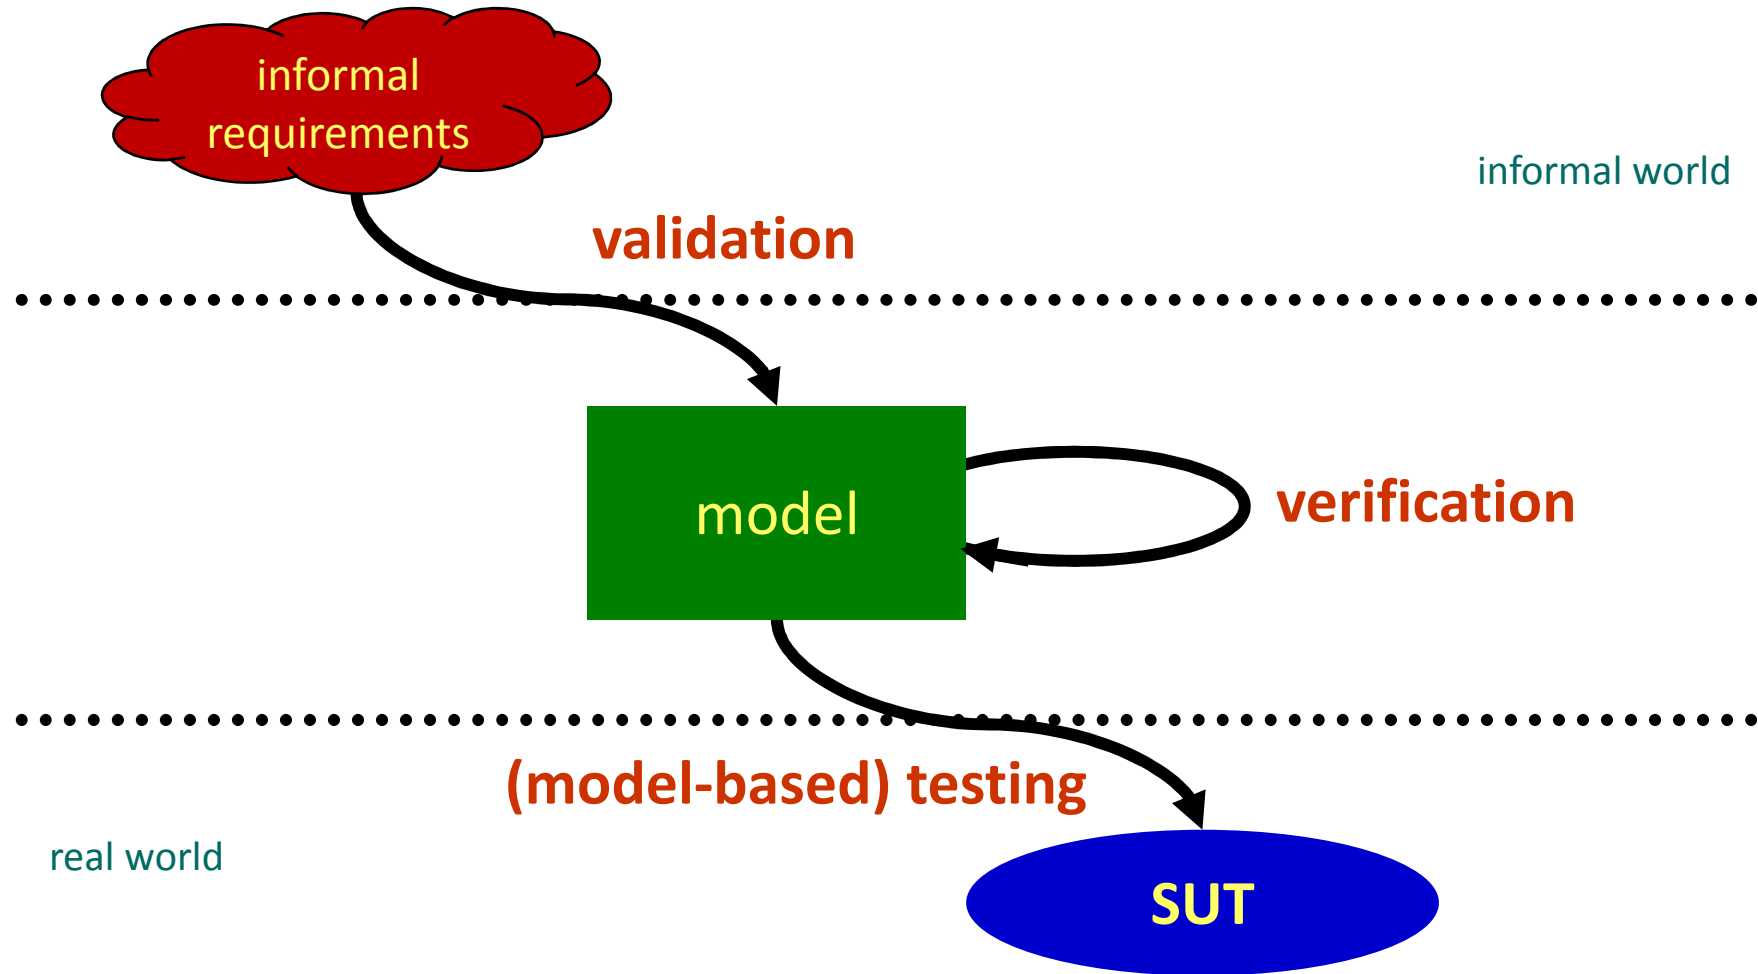 informal
requirements
informal world
validation
model
verification
(model-based) testing
real world
SUT